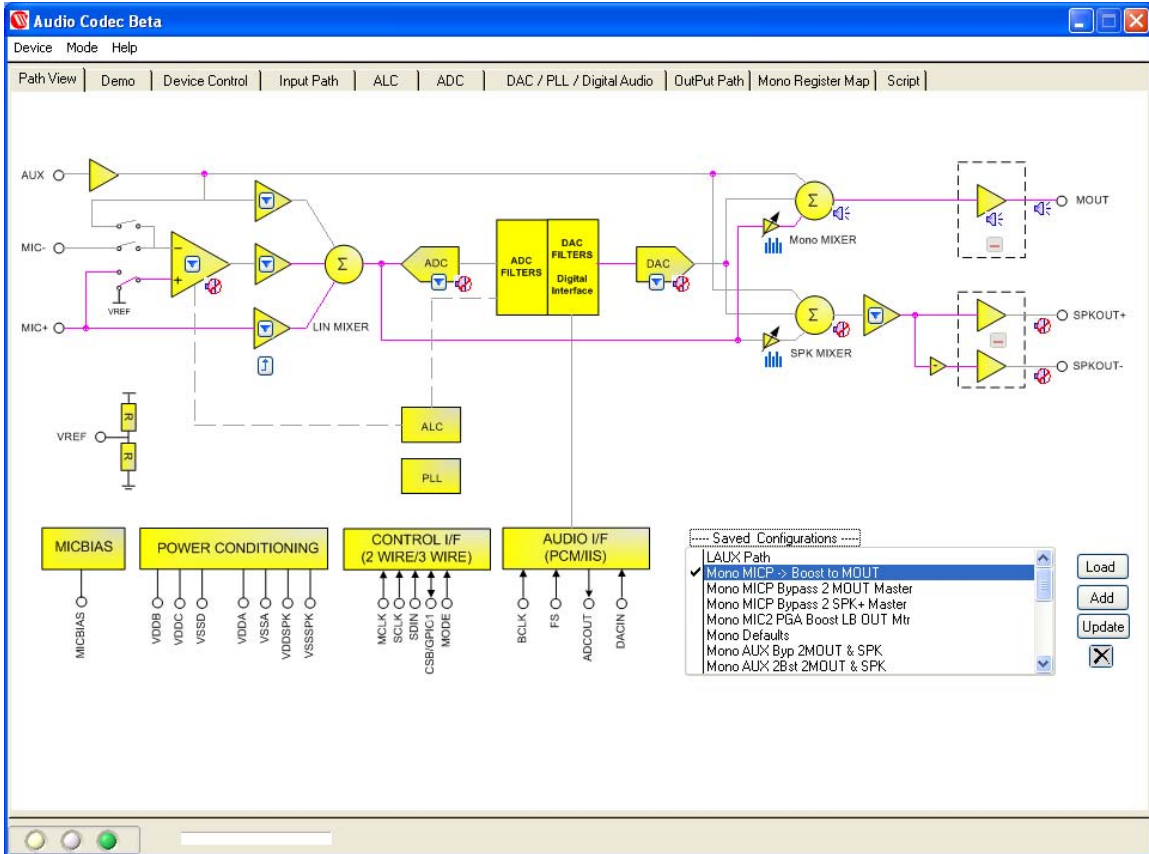 Audio Codec Beta
Device Mode Help
Path View Demo Device Control Input Path ALC ADC DAC / PLL / Digital Audio OutPut Path Mono Register Map Script
AUX
MIC-
VREF
MIC+
Σ
LIN MIXER
ADC
ADC
FILTERS
DAC
FILTERS
Digital
Interface
DAC
Σ
Mono MIXER
MOUT
Σ
SPK MIXER
SPKOUT+
SPKOUT-
VREF
R
R
ALC
PLL
MICBIAS
POWER CONDITIONING
CONTROL I/F
(2 WIRE/3 WIRE)
AUDIO I/F
(PCM/IIS)
MICBIAS
VDDB
VDDC
VSSD
VDDA
VSSA
VDDSPK
VSSSPK
MCLK
SCLK
SDIN
CSB/GPIC1
MODE
BCLK
FS
ADCOUT
DACIN
---- Saved Configurations ----
LAUX Path
Mono MICP -> Boost to MOUT
Mono MICP Bypass 2 MOUT Master
Mono MICP Bypass 2 SPK+ Master
Mono MIC2 PGA Boost LB OUT Mtr
Mono Defaults
Mono AUX Byp 2MOUT & SPK
Mono AUX 2Bst 2MOUT & SPK
Load
Add
Update
X